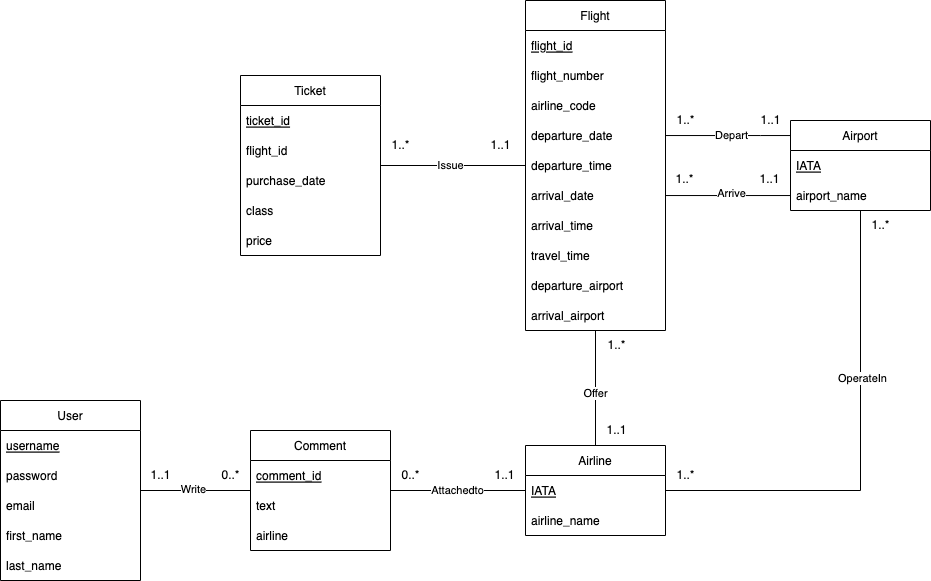 Flight
flight_id
flight_number
airline_code
departure_date
departure_time
arrival_date
arrival_time
travel_time
departure_airport
arrival_airport
Ticket
ticket_id
flight_id
purchase_date
class
price
1..*
Issue
1..1
1..*
Depart
1..1
1..*
Arrive
1..1
Airport
IATA
airport_name
1..*
OperateIn
1..*
1..*
Offer
1..1
User
username
password
email
first_name
last_name
1..1
Write
0..*
Comment
comment_id
text
airline
0..*
Attachedto
1..1
Airline
IATA
airline_name